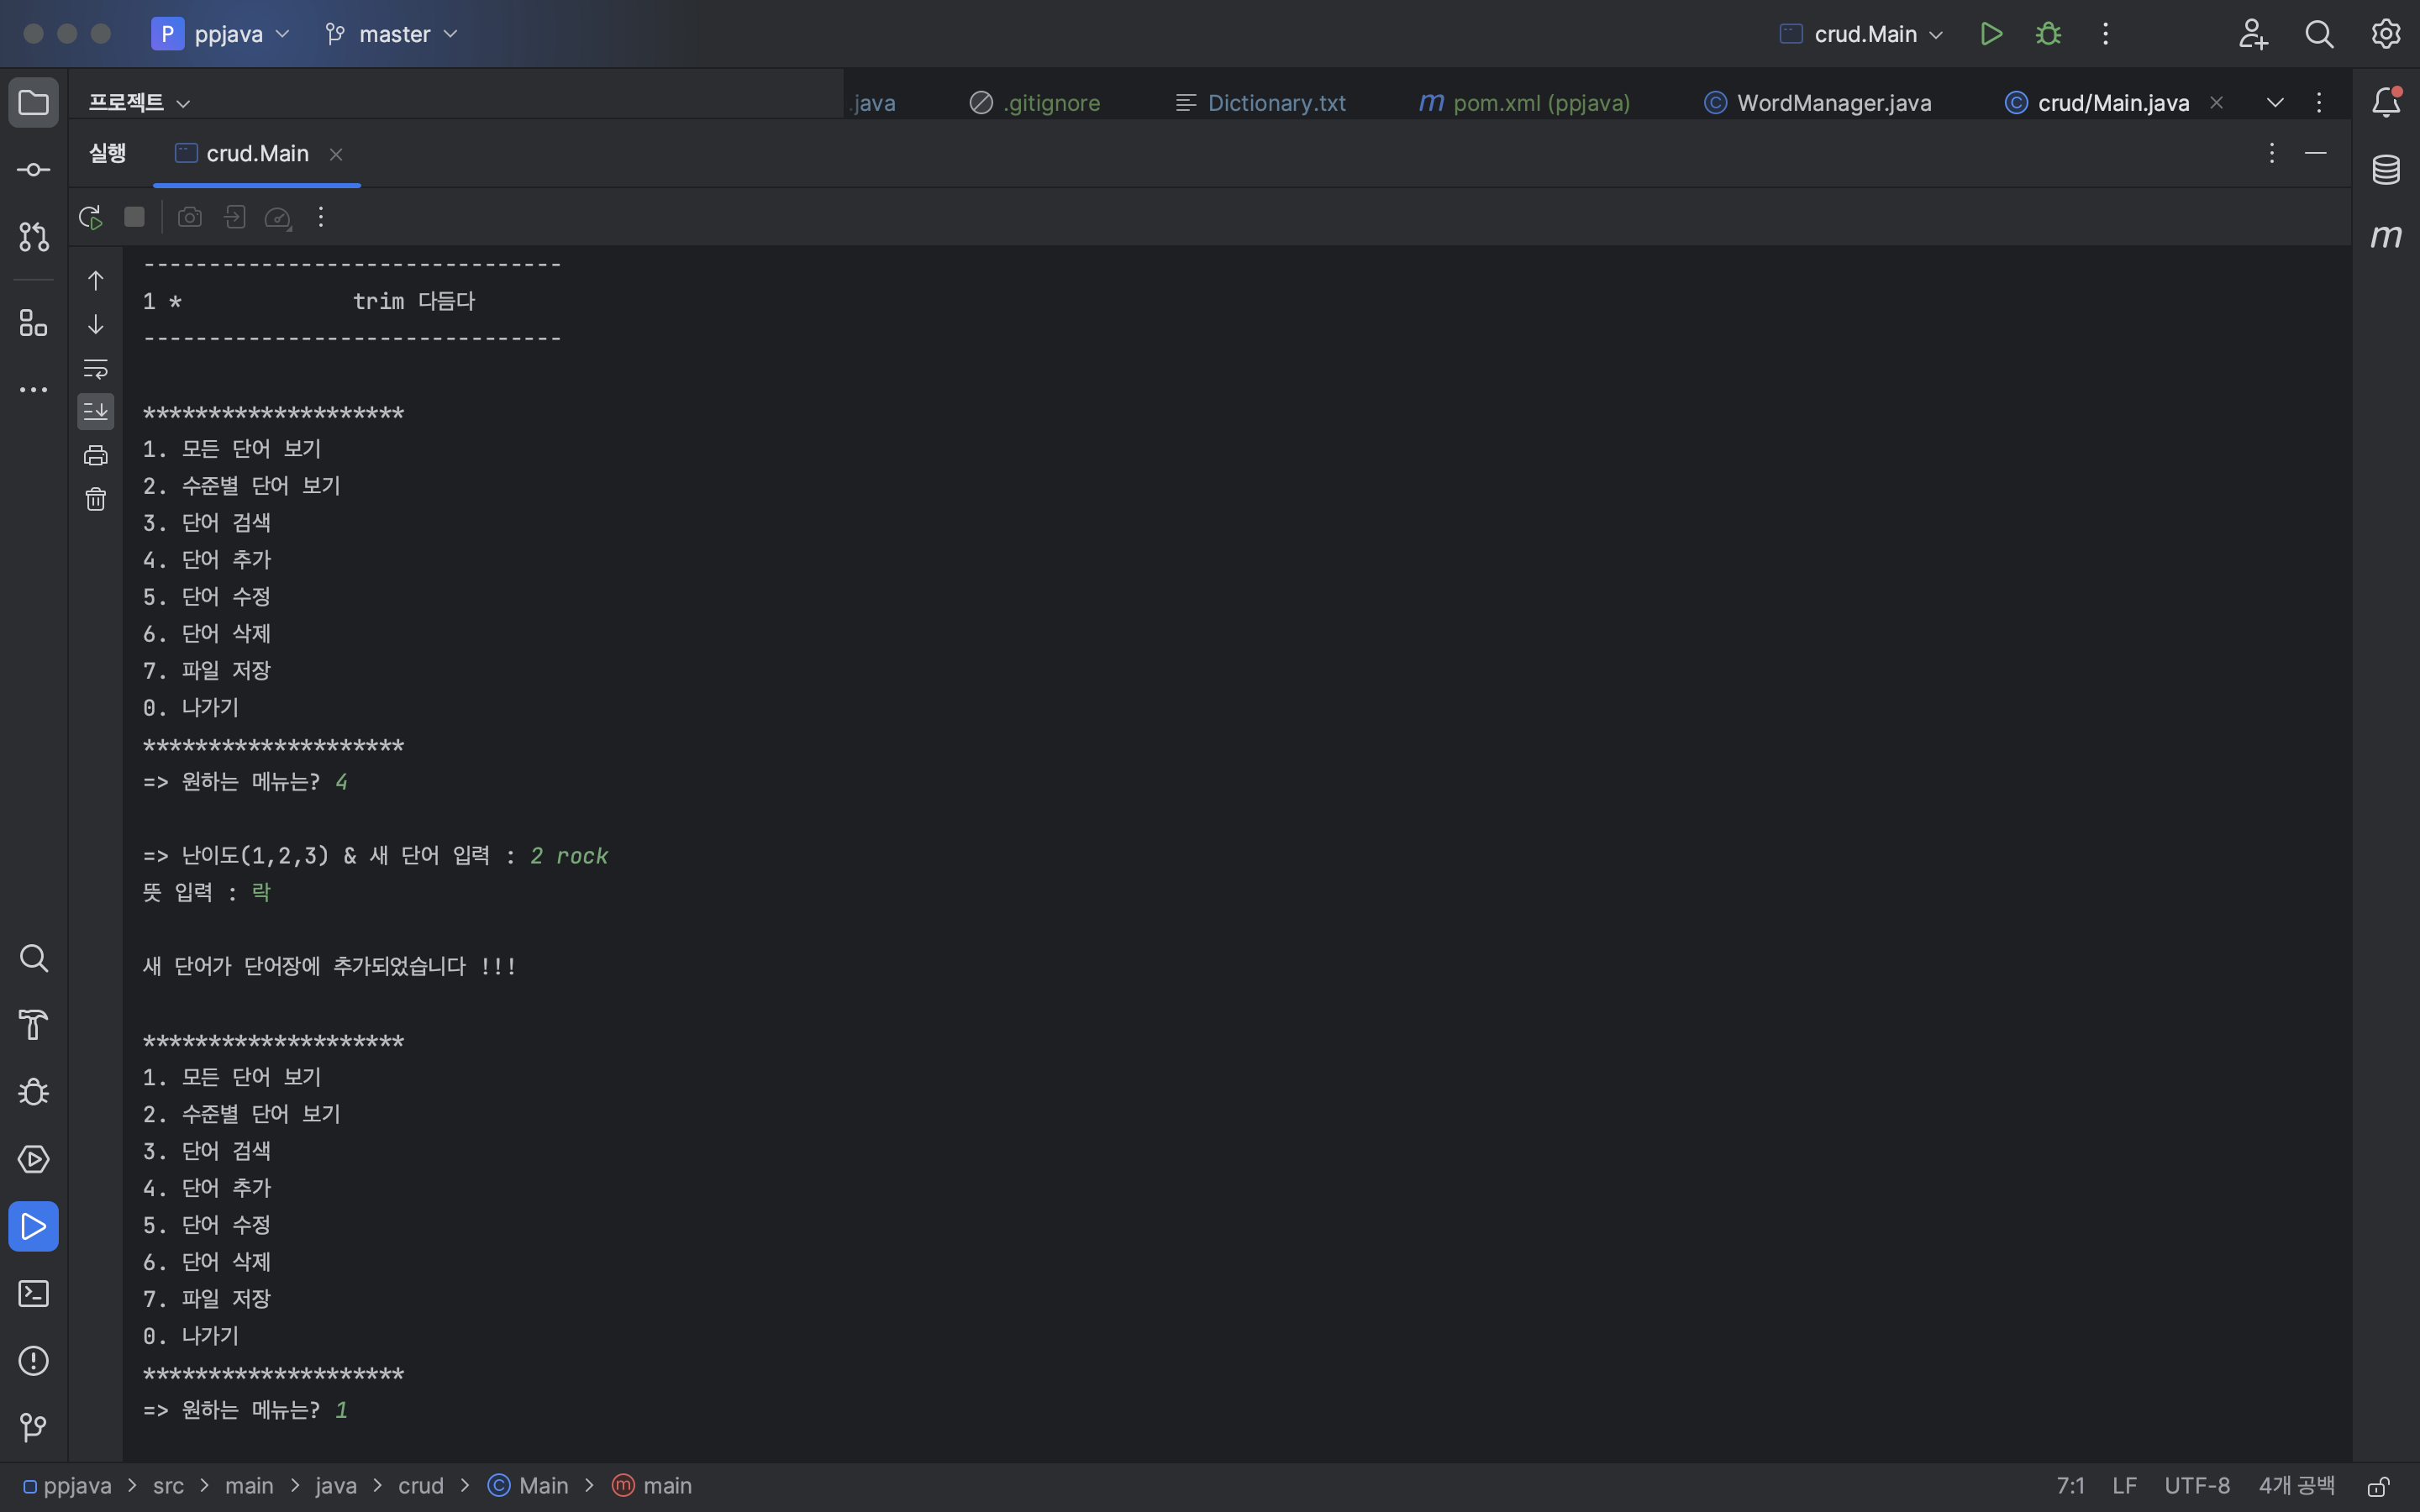 P ppjava master crud.Main
프로젝트 .java .gitignore Dictionary.txt m pom.xml (ppjava) C WordManager.java C crud/Main.java
실행 crud.Main
--------------------------------
1 * trim 다듬다
--------------------------------
********************
1. 모든 단어 보기
2. 수준별 단어 보기
3. 단어 검색
4. 단어 추가
5. 단어 수정
6. 단어 삭제
7. 파일 저장
0. 나가기
********************
=> 원하는 메뉴는? 4
=> 난이도(1,2,3) & 새 단어 입력 : 2 rock
뜻 입력 : 락
새 단어가 단어장에 추가되었습니다 !!!
********************
1. 모든 단어 보기
2. 수준별 단어 보기
3. 단어 검색
4. 단어 추가
5. 단어 수정
6. 단어 삭제
7. 파일 저장
0. 나가기
********************
=> 원하는 메뉴는? 1
ppjava > src > main > java > crud > C Main > m main 7:1 LF UTF-8 4개 공백